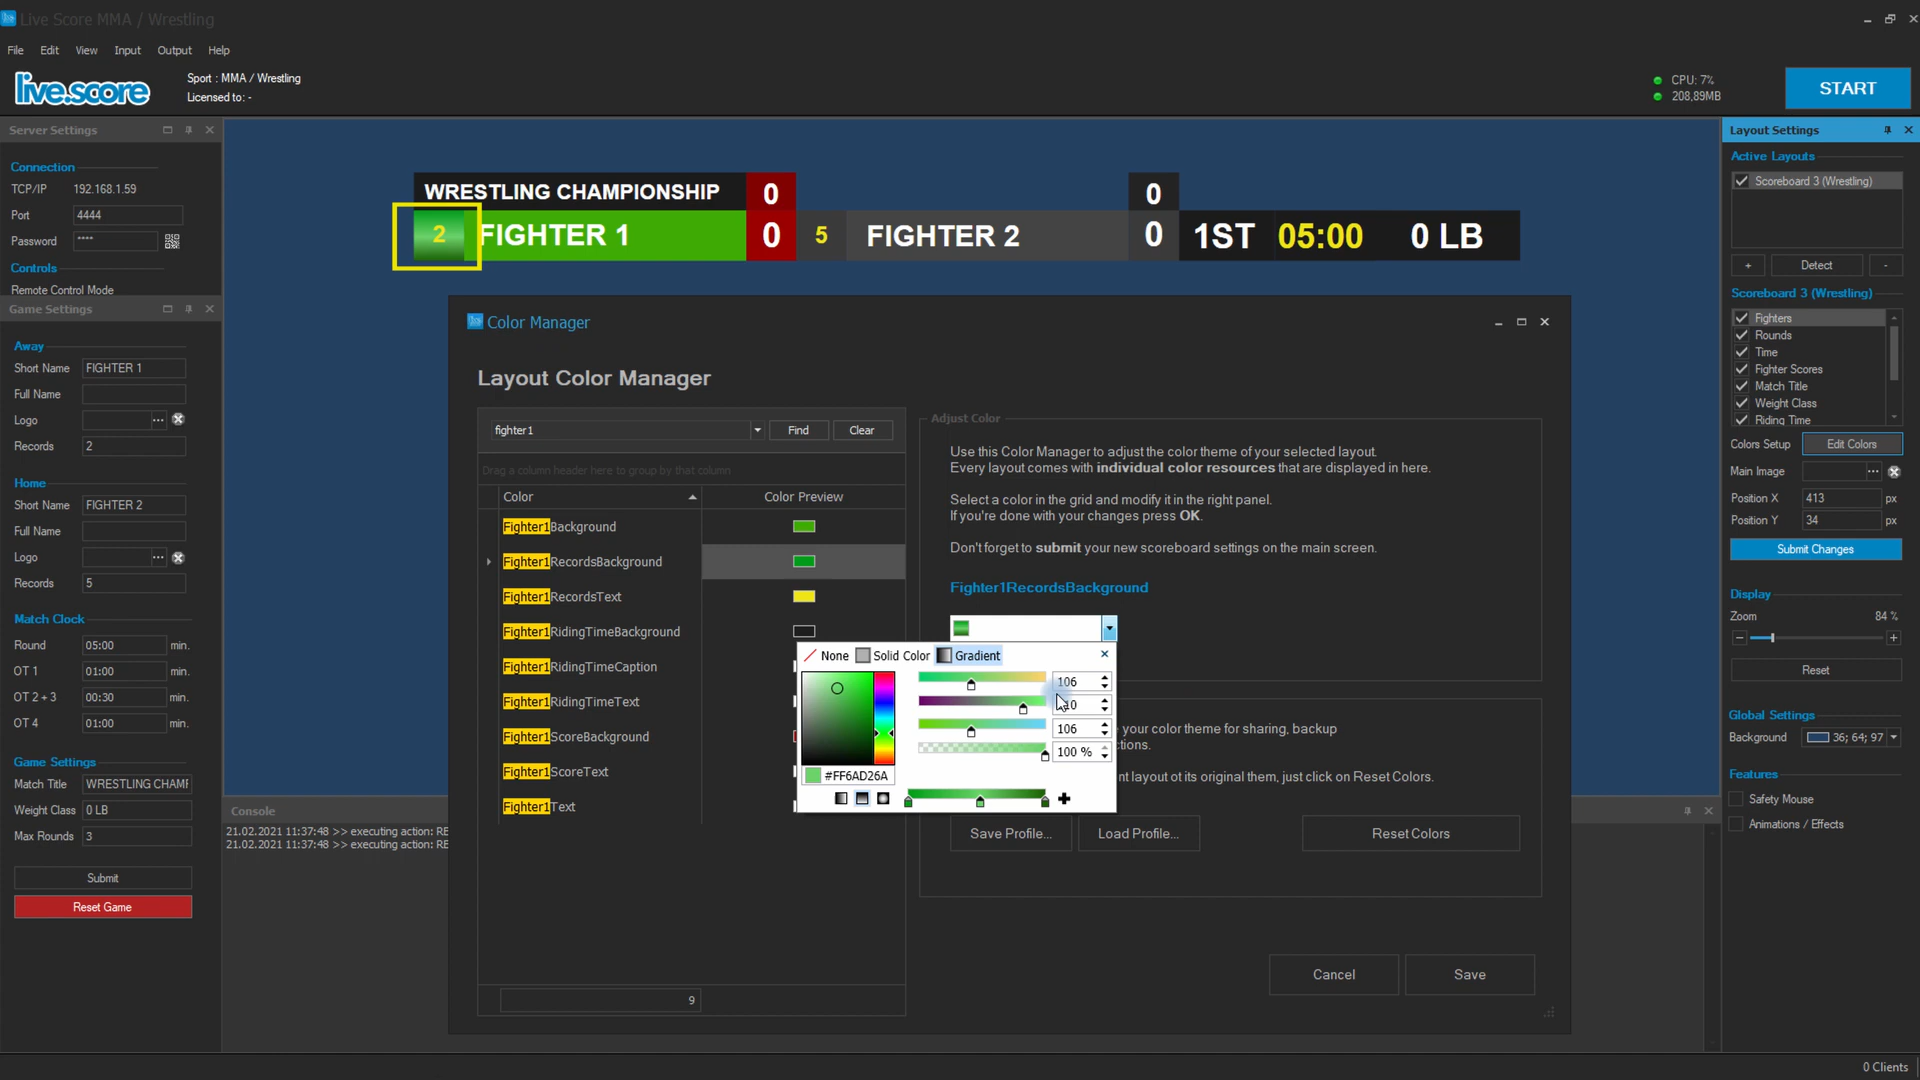 Live Score MMA / Wrestling
File Edit View Input Output Help
live.score
Sport : MMA / Wrestling
Licensed to: -
CPU: 7%
208,89MB
START
Server Settings
Connection
TCP/IP 192.168.1.59
Port 4444
Password ****
Controls
Remote Control Mode
Game Settings
Away
Short Name FIGHTER 1
Full Name
Logo ...
Records 2
Home
Short Name FIGHTER 2
Full Name
Logo ...
Records 5
Match Clock
Round 05:00 min.
OT 1 01:00 min.
OT 2 + 3 00:30 min.
OT 4 01:00 min.
Game Settings
Match Title WRESTLING CHAMF
Weight Class 0 LB
Max Rounds 3
Submit
Reset Game
WRESTLING CHAMPIONSHIP 0 0
2 FIGHTER 1 0 5 FIGHTER 2 0 1ST 05:00 0 LB
Color Manager
Layout Color Manager
fighter1 Find Clear
Drag a column header here to group by that column
Color Color Preview
Fighter1Background
Fighter1RecordsBackground
Fighter1RecordsText
Fighter1RidingTimeBackground
Fighter1RidingTimeCaption
Fighter1RidingTimeText
Fighter1ScoreBackground
Fighter1ScoreText
Fighter1Text
9
Adjust Color
Use this Color Manager to adjust the color theme of your selected layout.
Every layout comes with individual color resources that are displayed in here.
Select a color in the grid and modify it in the right panel.
If you're done with your changes press OK.
Don't forget to submit your new scoreboard settings on the main screen.
Fighter1RecordsBackground
None Solid Color Gradient
106
10
106
100 %
#FF6AD26A
your color theme for sharing, backup
ctions.
nt layout ot its original them, just click on Reset Colors.
Save Profile... Load Profile... Reset Colors
Cancel Save
Console
21.02.2021 11:37:48 >> executing action: RE
21.02.2021 11:37:48 >> executing action: RE
Layout Settings
Active Layouts
Scoreboard 3 (Wrestling)
+ Detect -
Scoreboard 3 (Wrestling)
Fighters
Rounds
Time
Fighter Scores
Match Title
Weight Class
Riding Time
Colors Setup Edit Colors
Main Image ...
Position X 413 px
Position Y 34 px
Submit Changes
Display
Zoom 84 %
Reset
Global Settings
Background 36; 64; 97
Features
Safety Mouse
Animations / Effects
0 Clients